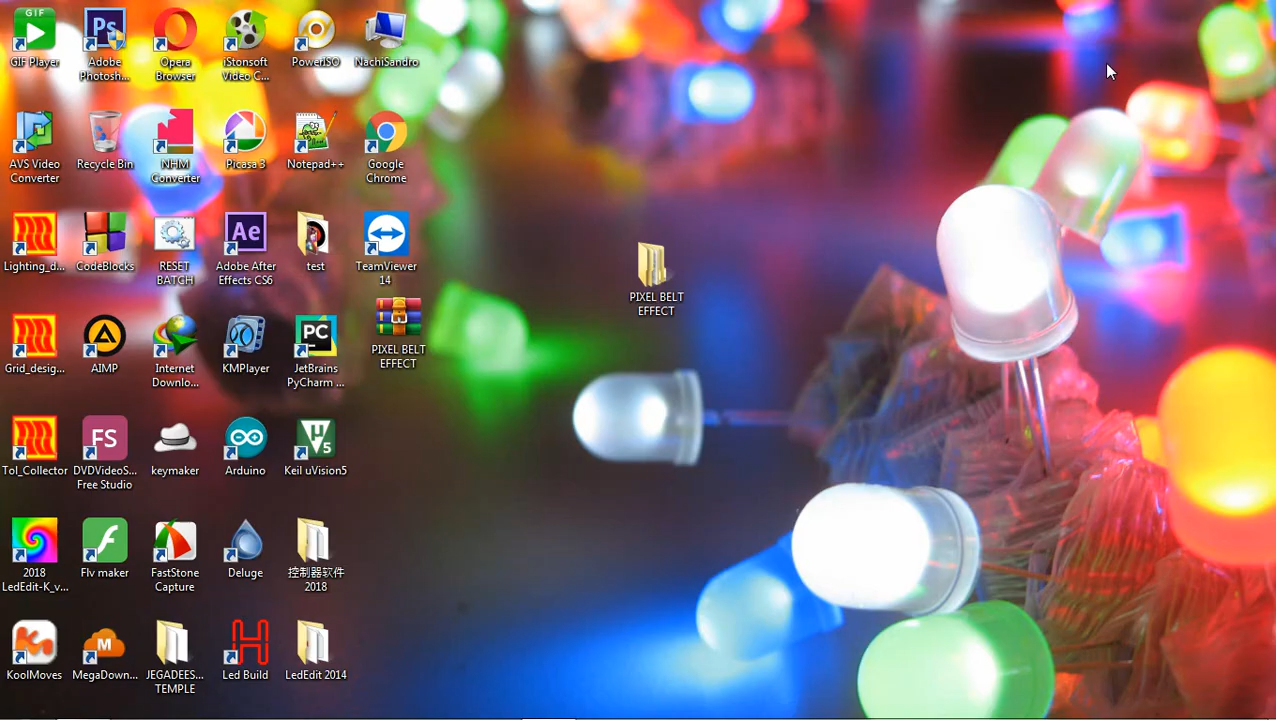 GIF
GIF Player
Ps
Adobe
Photosh...
Opera
Browser
iStonsoft
Video C...
PowerISO
NachiSandro
AVS Video
Converter
Recycle Bin
NHM
Converter
Picasa 3
Notepad++
Google
Chrome
Lighting_d...
CodeBlocks
RESET
BATCH
Ae
Adobe After
Effects CS6
test
TeamViewer
14
PIXEL BELT
EFFECT
Grid_desig...
AIMP
Internet
Downlo...
KMPlayer
PC
JetBrains
PyCharm ...
PIXEL BELT
EFFECT
Tol_Collector
FS
DVDVideoS...
Free Studio
keymaker
Arduino
Keil uVision5
2018
LedEdit-K_v...
Flv maker
FastStone
Capture
Deluge
控制器软件
2018
KoolMoves
M
MegaDown...
JEGADEES...
TEMPLE
Led Build
LedEdit 2014